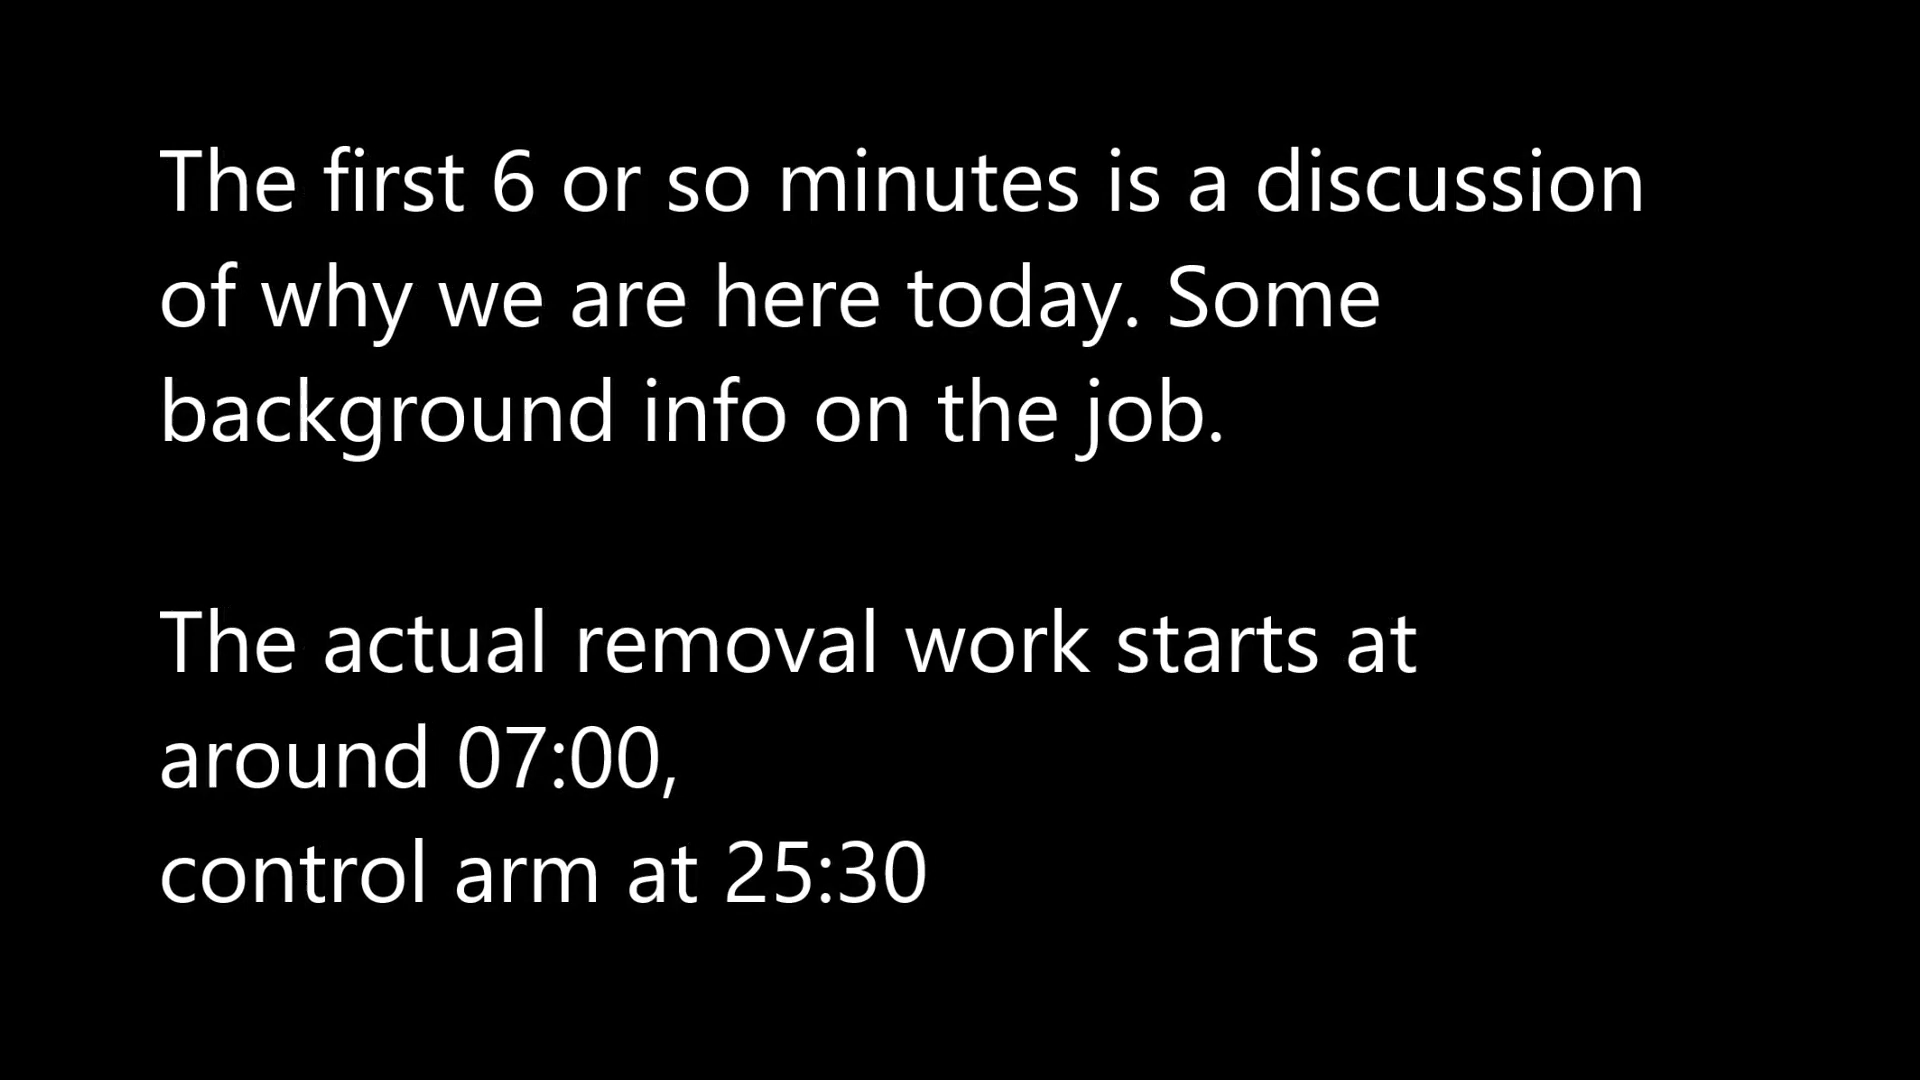 The first 6 or so minutes is a discussion
of why we are here today. Some
background info on the job.
The actual removal work starts at
around 07:00,
control arm at 25:30